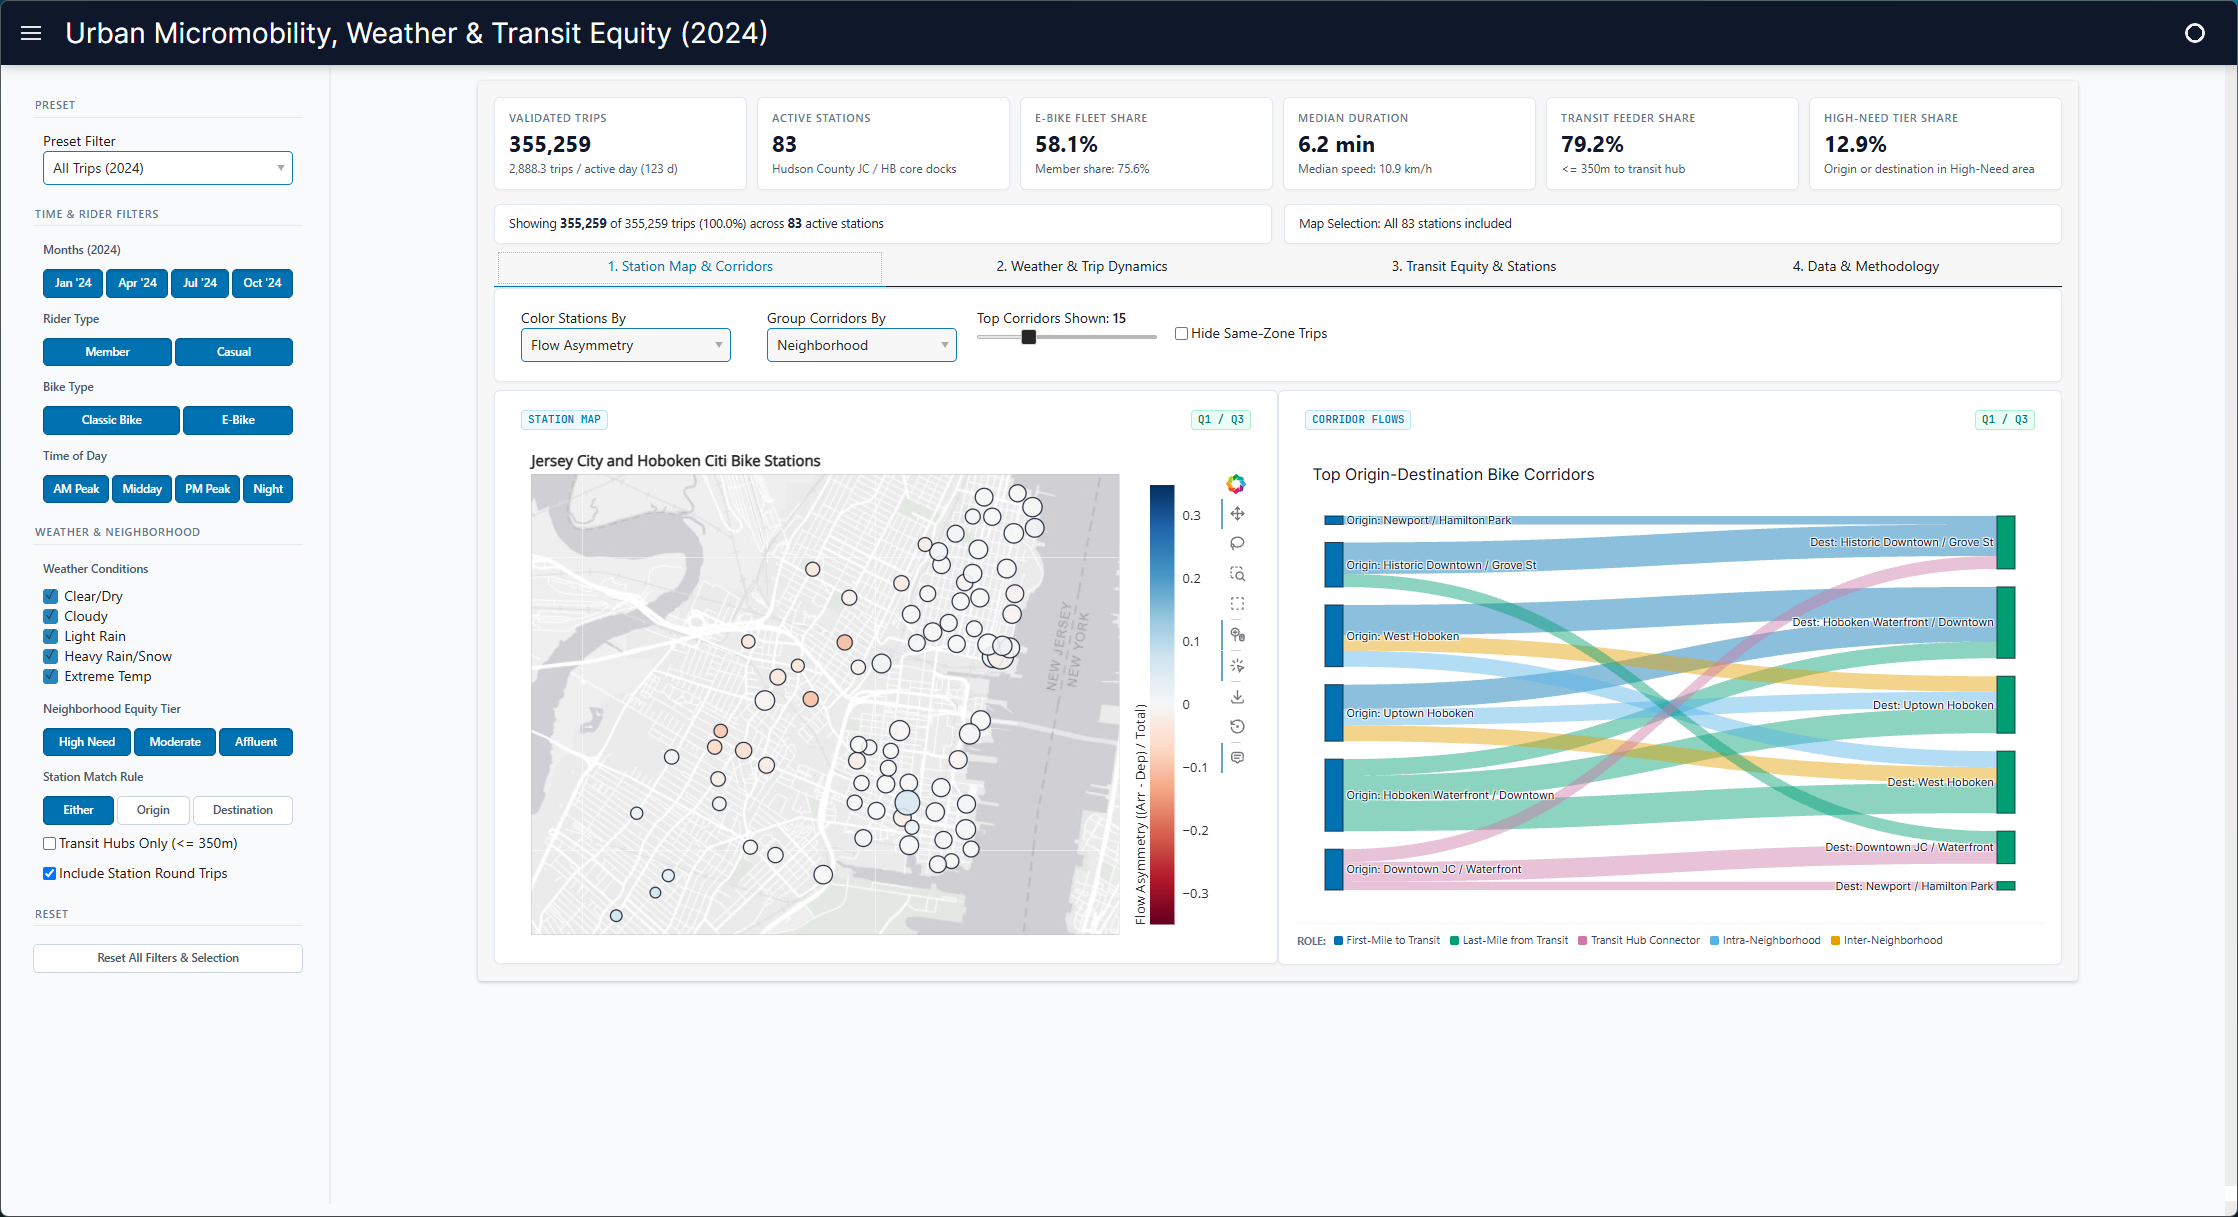 Urban Micromobility, Weather & Transit Equity (2024)
PRESET
Preset Filter
All Trips (2024)
TIME & RIDER FILTERS
Months (2024)
Jan '24 Apr '24 Jul '24 Oct '24
Rider Type
Member Casual
Bike Type
Classic Bike E-Bike
Time of Day
AM Peak Midday PM Peak Night
WEATHER & NEIGHBORHOOD
Weather Conditions
Clear/Dry
Cloudy
Light Rain
Heavy Rain/Snow
Extreme Temp
Neighborhood Equity Tier
High Need Moderate Affluent
Station Match Rule
Either Origin Destination
Transit Hubs Only (<= 350m)
Include Station Round Trips
RESET
Reset All Filters & Selection
VALIDATED TRIPS
355,259
2,888.3 trips / active day (123 d)
ACTIVE STATIONS
83
Hudson County JC / HB core docks
E-BIKE FLEET SHARE
58.1%
Member share: 75.6%
MEDIAN DURATION
6.2 min
Median speed: 10.9 km/h
TRANSIT FEEDER SHARE
79.2%
<= 350m to transit hub
HIGH-NEED TIER SHARE
12.9%
Origin or destination in High-Need area
Showing 355,259 of 355,259 trips (100.0%) across 83 active stations
Map Selection: All 83 stations included
1. Station Map & Corridors
2. Weather & Trip Dynamics
3. Transit Equity & Stations
4. Data & Methodology
Color Stations By
Flow Asymmetry
Group Corridors By
Neighborhood
Top Corridors Shown: 15
Hide Same-Zone Trips
STATION MAP
Q1 / Q3
Jersey City and Hoboken Citi Bike Stations
NEW JERSEY
NEW YORK
Flow Asymmetry ((Arr - Dep) / Total)
0.3
0.2
0.1
0
−0.1
−0.2
−0.3
CORRIDOR FLOWS
Q1 / Q3
Top Origin-Destination Bike Corridors
Origin: Newport / Hamilton Park
Origin: Historic Downtown / Grove St
Origin: West Hoboken
Origin: Uptown Hoboken
Origin: Hoboken Waterfront / Downtown
Origin: Downtown JC / Waterfront
Dest: Historic Downtown / Grove St
Dest: Hoboken Waterfront / Downtown
Dest: Uptown Hoboken
Dest: West Hoboken
Dest: Downtown JC / Waterfront
Dest: Newport / Hamilton Park
ROLE: First-Mile to Transit Last-Mile from Transit Transit Hub Connector Intra-Neighborhood Inter-Neighborhood